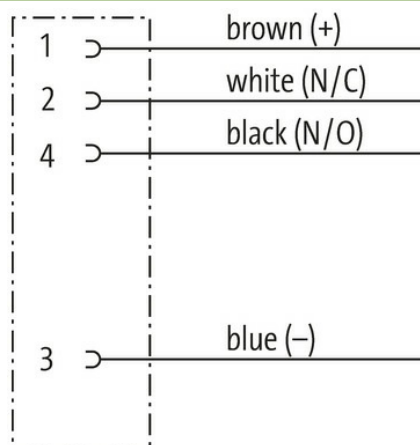 1 brown (+)
2 white (N/C)
4 black (N/O)
3 blue (–)